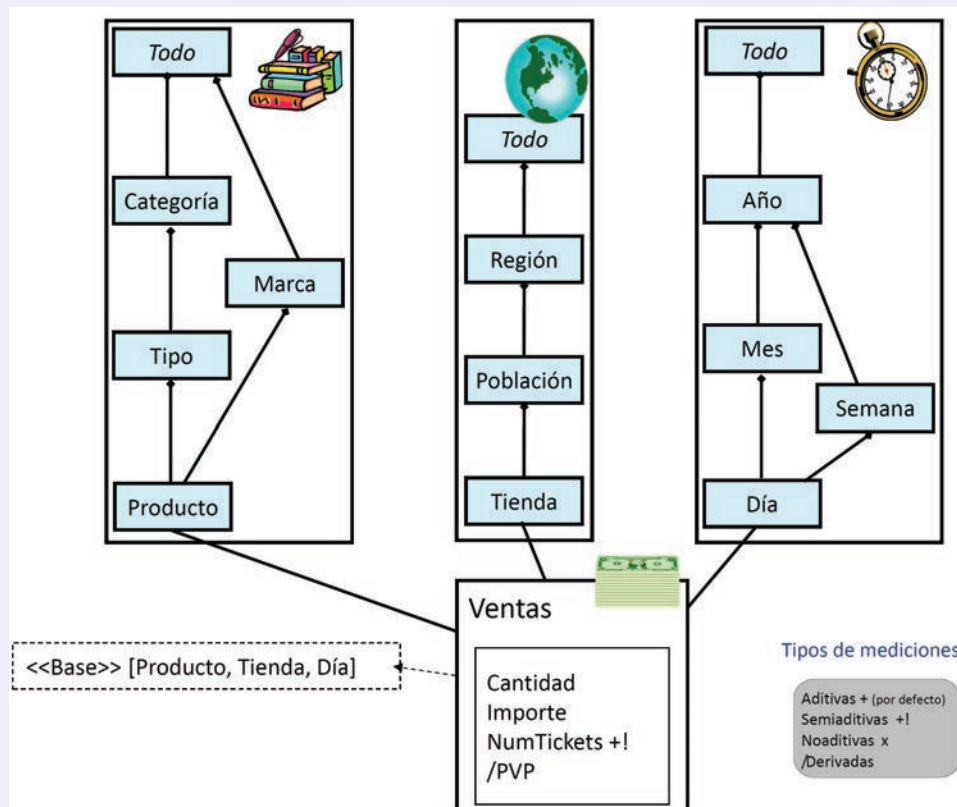 Todo
Categoría
Marca
Tipo
Producto
Todo
Región
Población
Tienda
Todo
Año
Mes
Semana
Día
Ventas
Cantidad
Importe
NumTickets +!
/PVP
<<Base>> [Producto, Tienda, Día]
Tipos de mediciones
Aditivas + (por defecto)
Semiaditivas +!
Noaditivas x
/Derivadas